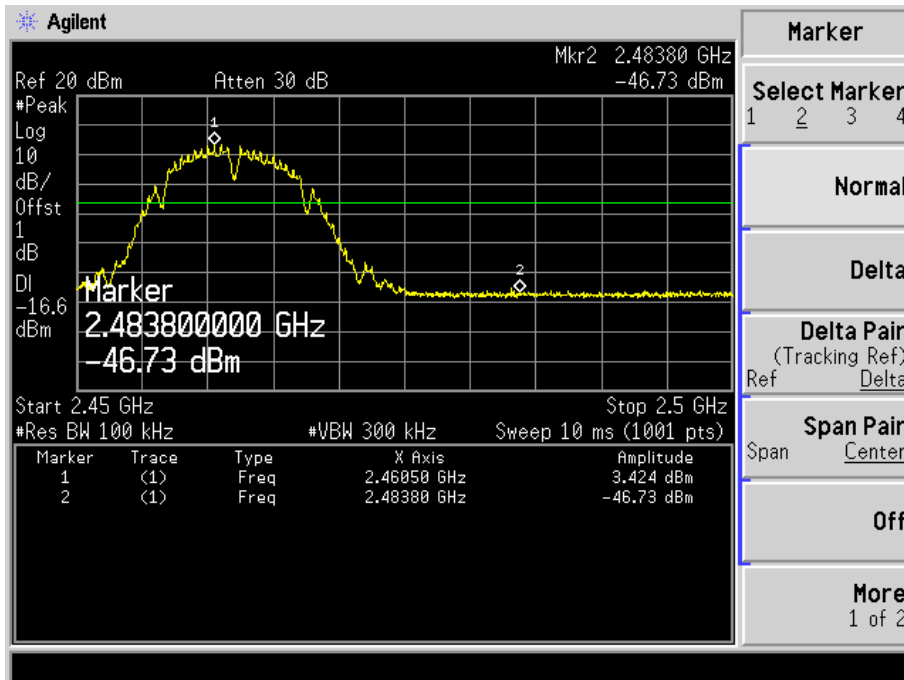 Agilent
Marker
Mkr2 2.48380 GHz
Ref 20 dBm Atten 30 dB -46.73 dBm
#Peak
Log
10
dB/
Offst
1
dB
DI
-16.6
dBm
1
2
Marker
2.483800000 GHz
-46.73 dBm
Start 2.45 GHz Stop 2.5 GHz
#Res BW 100 kHz #VBW 300 kHz Sweep 10 ms (1001 pts)
Marker Trace Type X Axis Amplitude
1 (1) Freq 2.46050 GHz 3.424 dBm
2 (1) Freq 2.48380 GHz -46.73 dBm
Select Marker
1 2 3 4
Normal
Delta
Delta Pair
(Tracking Ref)
Ref Delta
Span Pair
Span Center
Off
More
1 of 2